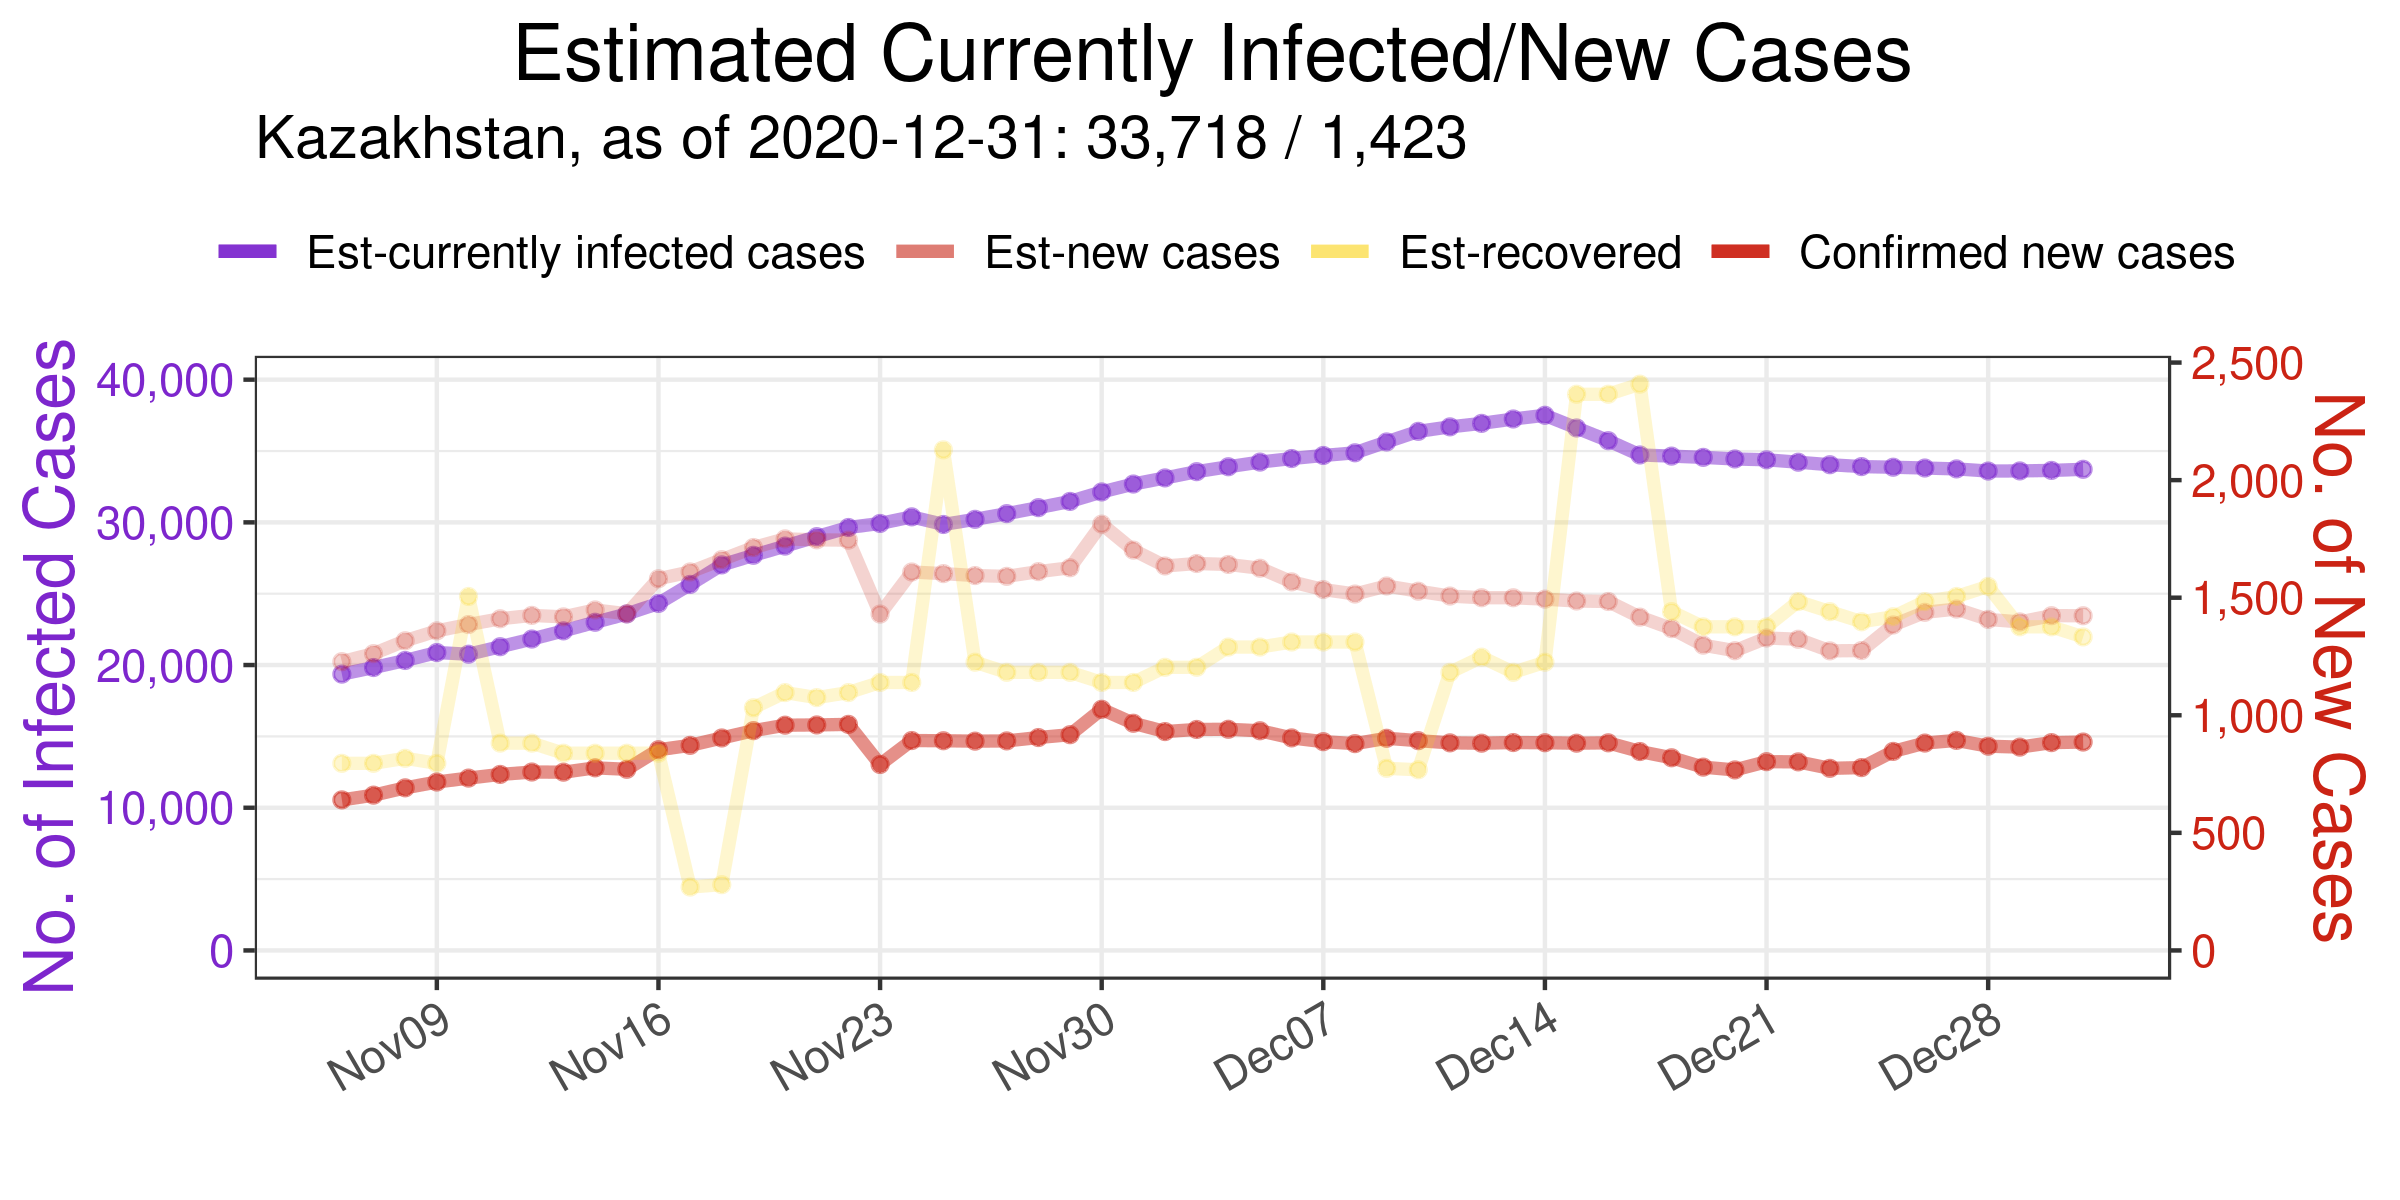 Estimated Currently Infected/New Cases
Kazakhstan, as of 2020-12-31: 33,718 / 1,423
Est-currently infected cases Est-new cases Est-recovered Confirmed new cases
No. of Infected Cases
40,000
30,000
20,000
10,000
0
2,500
2,000
1,500
1,000
500
0
No. of New Cases
Nov09 Nov16 Nov23 Nov30 Dec07 Dec14 Dec21 Dec28